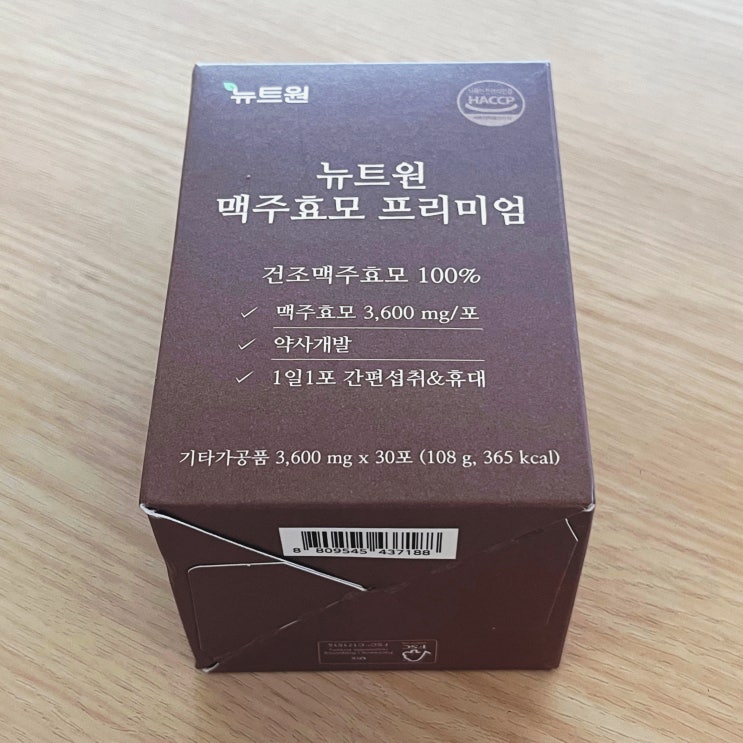 뉴트원
HACCP
뉴트원
맥주효모 프리미엄
건조맥주효모 100%
✓ 맥주효모 3,600 mg/포
✓ 약사개발
✓ 1일1포 간편섭취&휴대
기타가공품 3,600 mg x 30포 (108 g, 365 kcal)
8 809545 437188
FSC
MIX